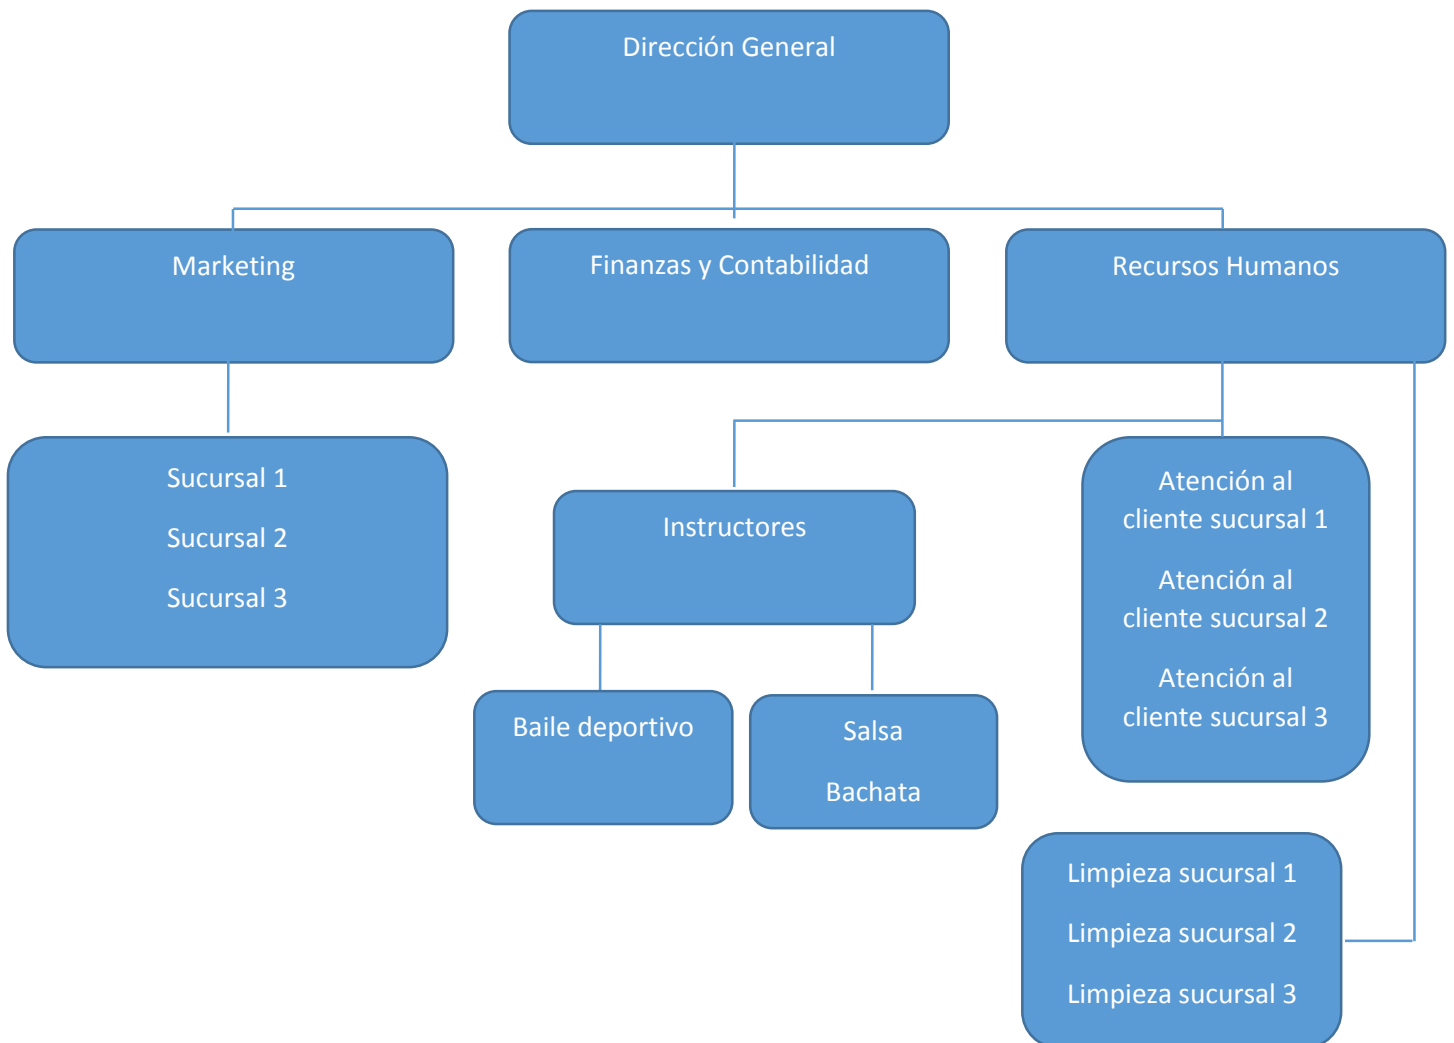 Dirección General
Marketing
Finanzas y Contabilidad
Recursos Humanos
Sucursal 1
Sucursal 2
Sucursal 3
Instructores
Atención al
cliente sucursal 1
Atención al
cliente sucursal 2
Atención al
cliente sucursal 3
Baile deportivo
Salsa
Bachata
Limpieza sucursal 1
Limpieza sucursal 2
Limpieza sucursal 3